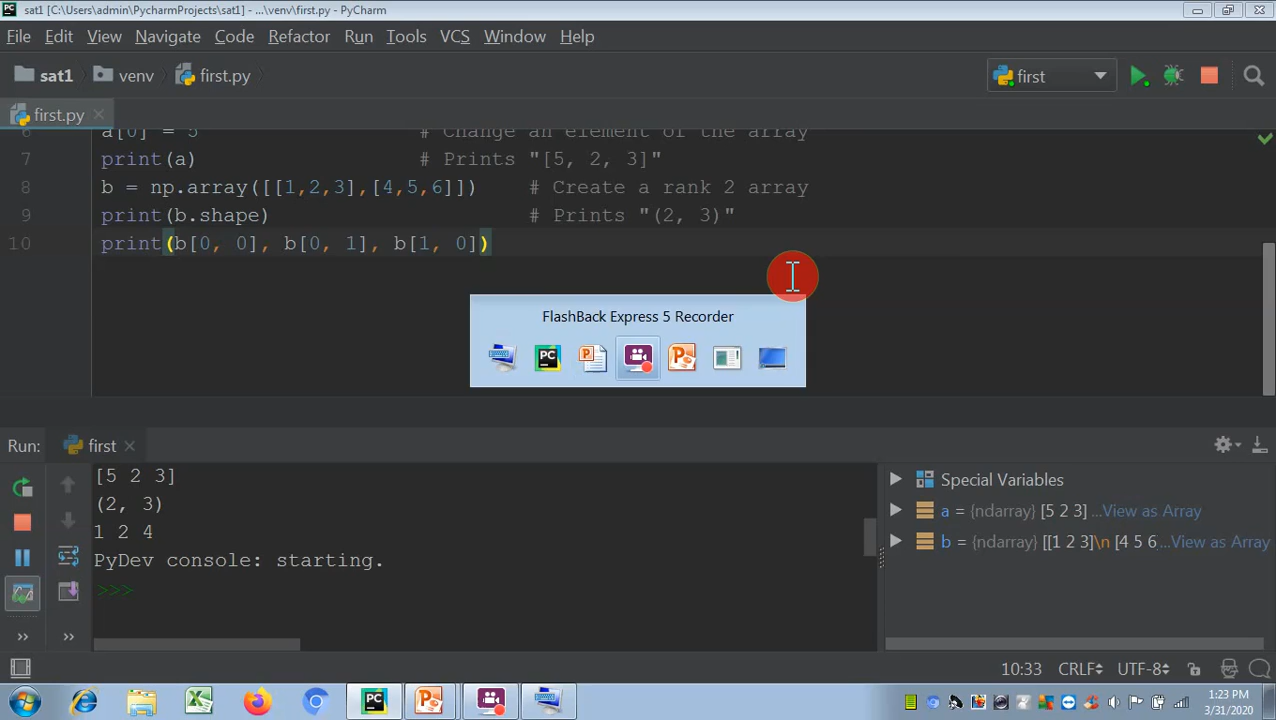 sat1 [C:\Users\admin\PycharmProjects\sat1] - ...\venv\first.py - PyCharm
File Edit View Navigate Code Refactor Run Tools VCS Window Help
sat1 venv first.py first
first.py
6 a[0] = 5 # Change an element of the array
7 print(a) # Prints "[5, 2, 3]"
8 b = np.array([[1,2,3],[4,5,6]]) # Create a rank 2 array
9 print(b.shape) # Prints "(2, 3)"
10 print(b[0, 0], b[0, 1], b[1, 0])
FlashBack Express 5 Recorder
Run: first
[5 2 3]
(2, 3)
1 2 4
PyDev console: starting.
>>>
Special Variables
a = {ndarray} [5 2 3] ...View as Array
b = {ndarray} [[1 2 3]\n [4 5 6 ...View as Array
10:33 CRLF UTF-8
1:23 PM
3/31/2020